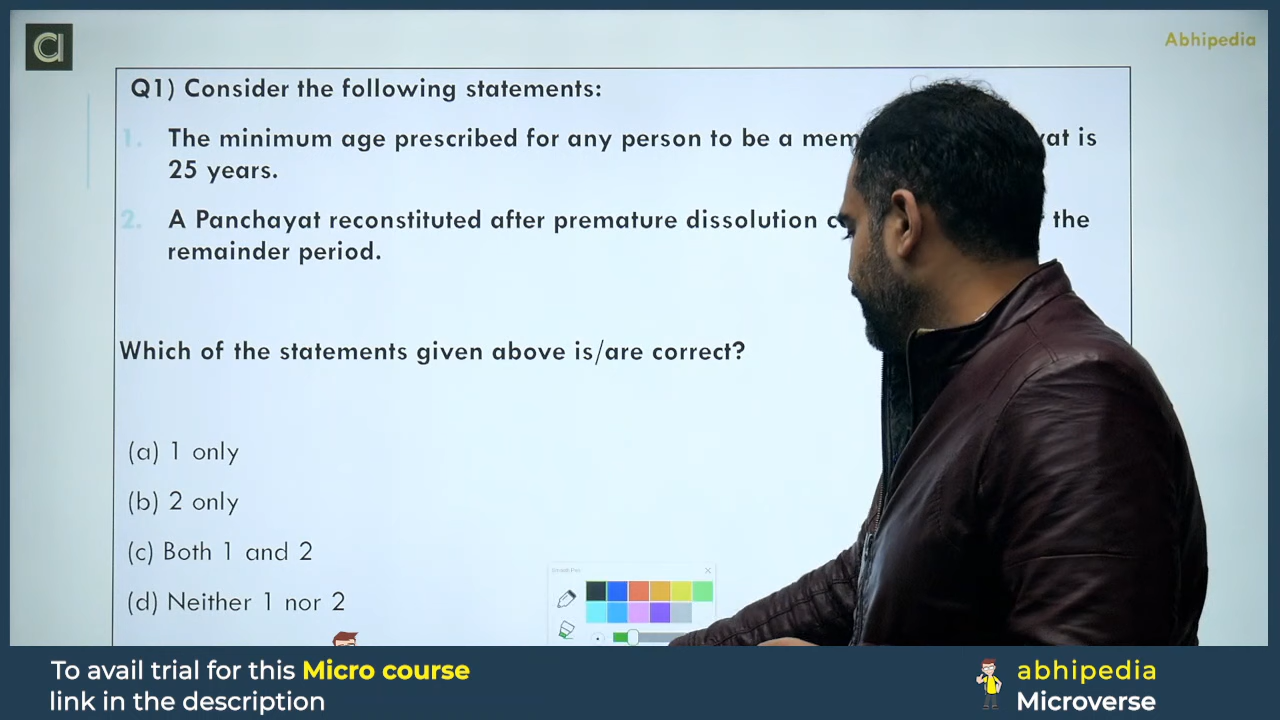 Abhipedia
Q1) Consider the following statements:
1. The minimum age prescribed for any person to be a is
25 years.
2. A Panchayat reconstituted after premature dissolution the
remainder period.
Which of the statements given above is/are correct?
(a) 1 only
(b) 2 only
(c) Both 1 and 2
(d) Neither 1 nor 2
To avail trial for this Micro course
link in the description
abhipedia
Microverse